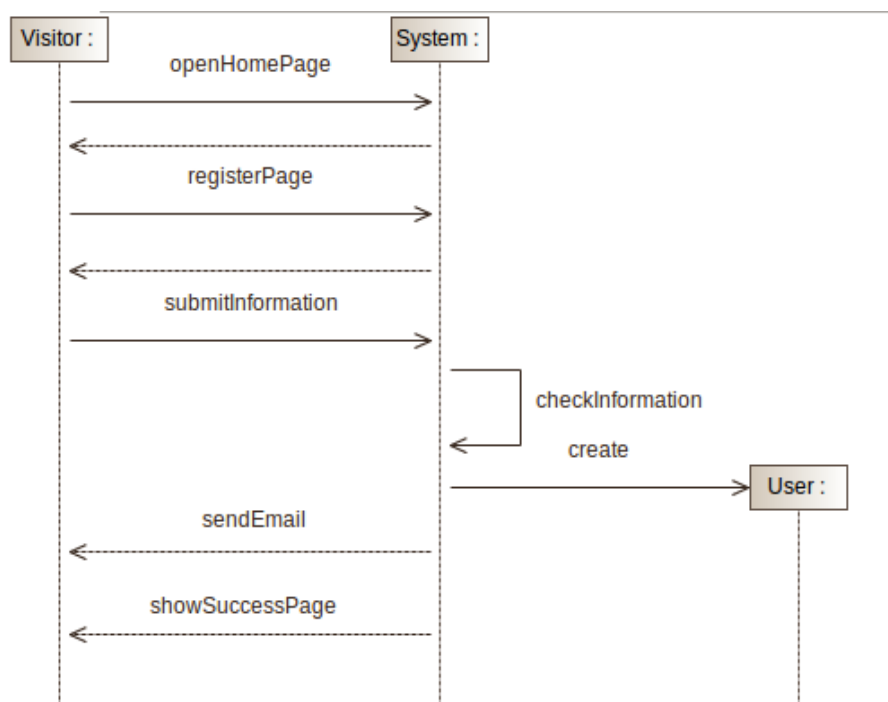 Visitor :
System :
openHomePage
registerPage
submitInformation
checkInformation
create
User :
sendEmail
showSuccessPage